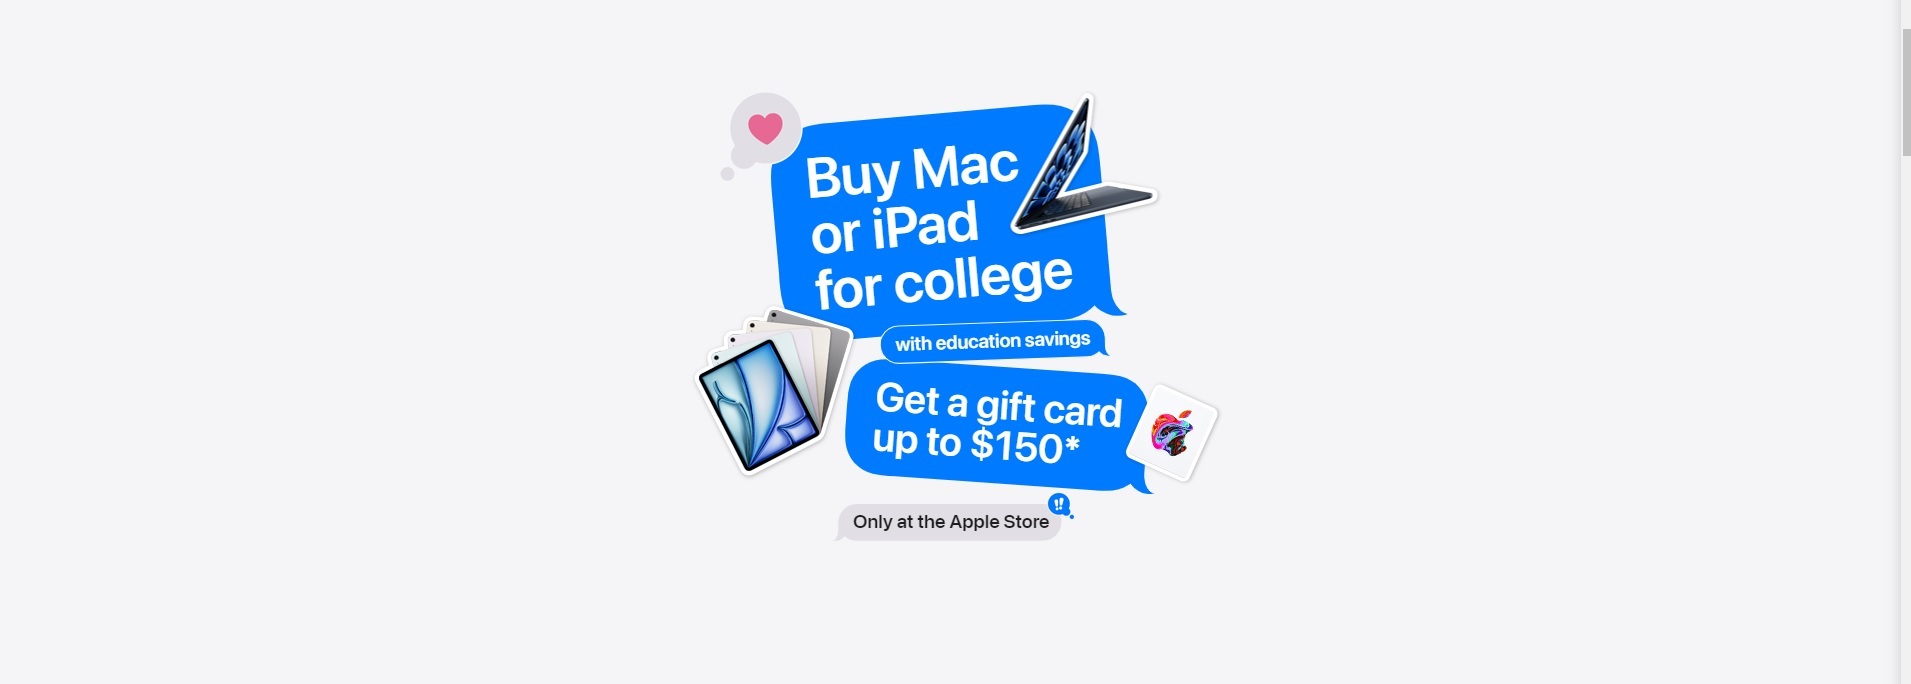 Buy Mac
or iPad
for college
with education savings
Get a gift card
up to $150*
Only at the Apple Store
!!